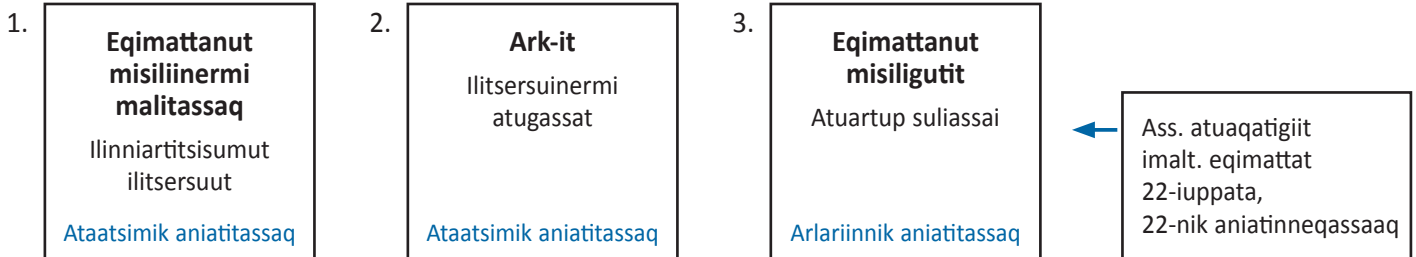 1.
Eqimattanut
misiliinermi
malitassaq
Ilinniartitsisumut
ilitsersuut
Ataatsimik aniatitassaq
2.
Ark-it
Ilitsersuinermi
atugassat
Ataatsimik aniatitassaq
3.
Eqimattanut
misiligutit
Atuartup suliassai
Arlariinnik aniatitassaq
Ass. atuaqatigiit
imalt. eqimattat
22-iuppata,
22-nik aniatinneqassaaq